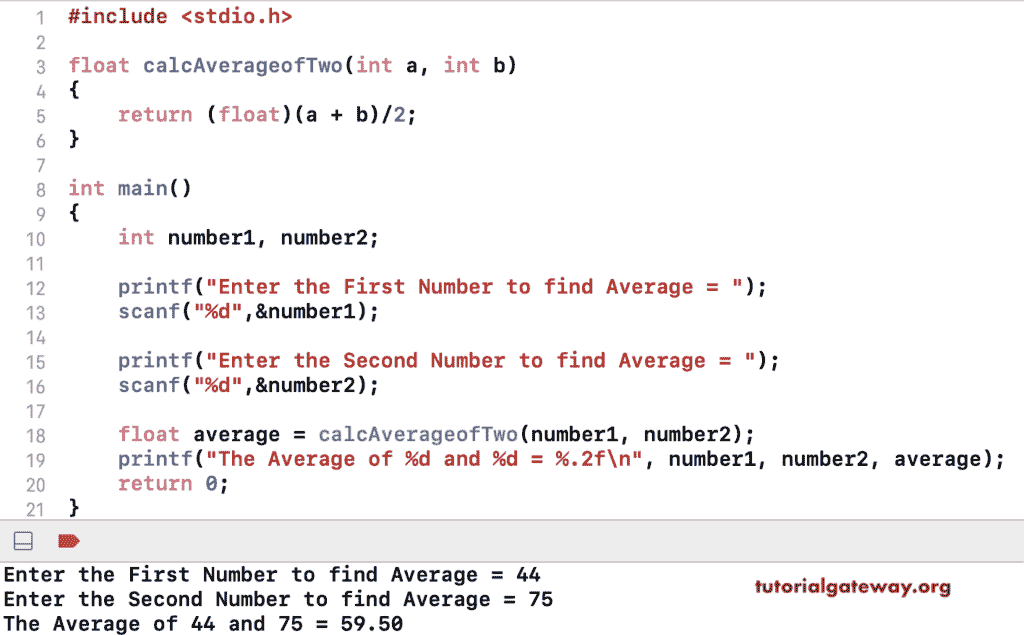 1 #include <stdio.h>
2
3 float calcAverageofTwo(int a, int b)
4 {
5     return (float)(a + b)/2;
6 }
7
8 int main()
9 {
10     int number1, number2;
11
12     printf("Enter the First Number to find Average = ");
13     scanf("%d",&number1);
14
15     printf("Enter the Second Number to find Average = ");
16     scanf("%d",&number2);
17
18     float average = calcAverageofTwo(number1, number2);
19     printf("The Average of %d and %d = %.2f\n", number1, number2, average);
20     return 0;
21 }
Enter the First Number to find Average = 44
Enter the Second Number to find Average = 75
The Average of 44 and 75 = 59.50
tutorialgateway.org